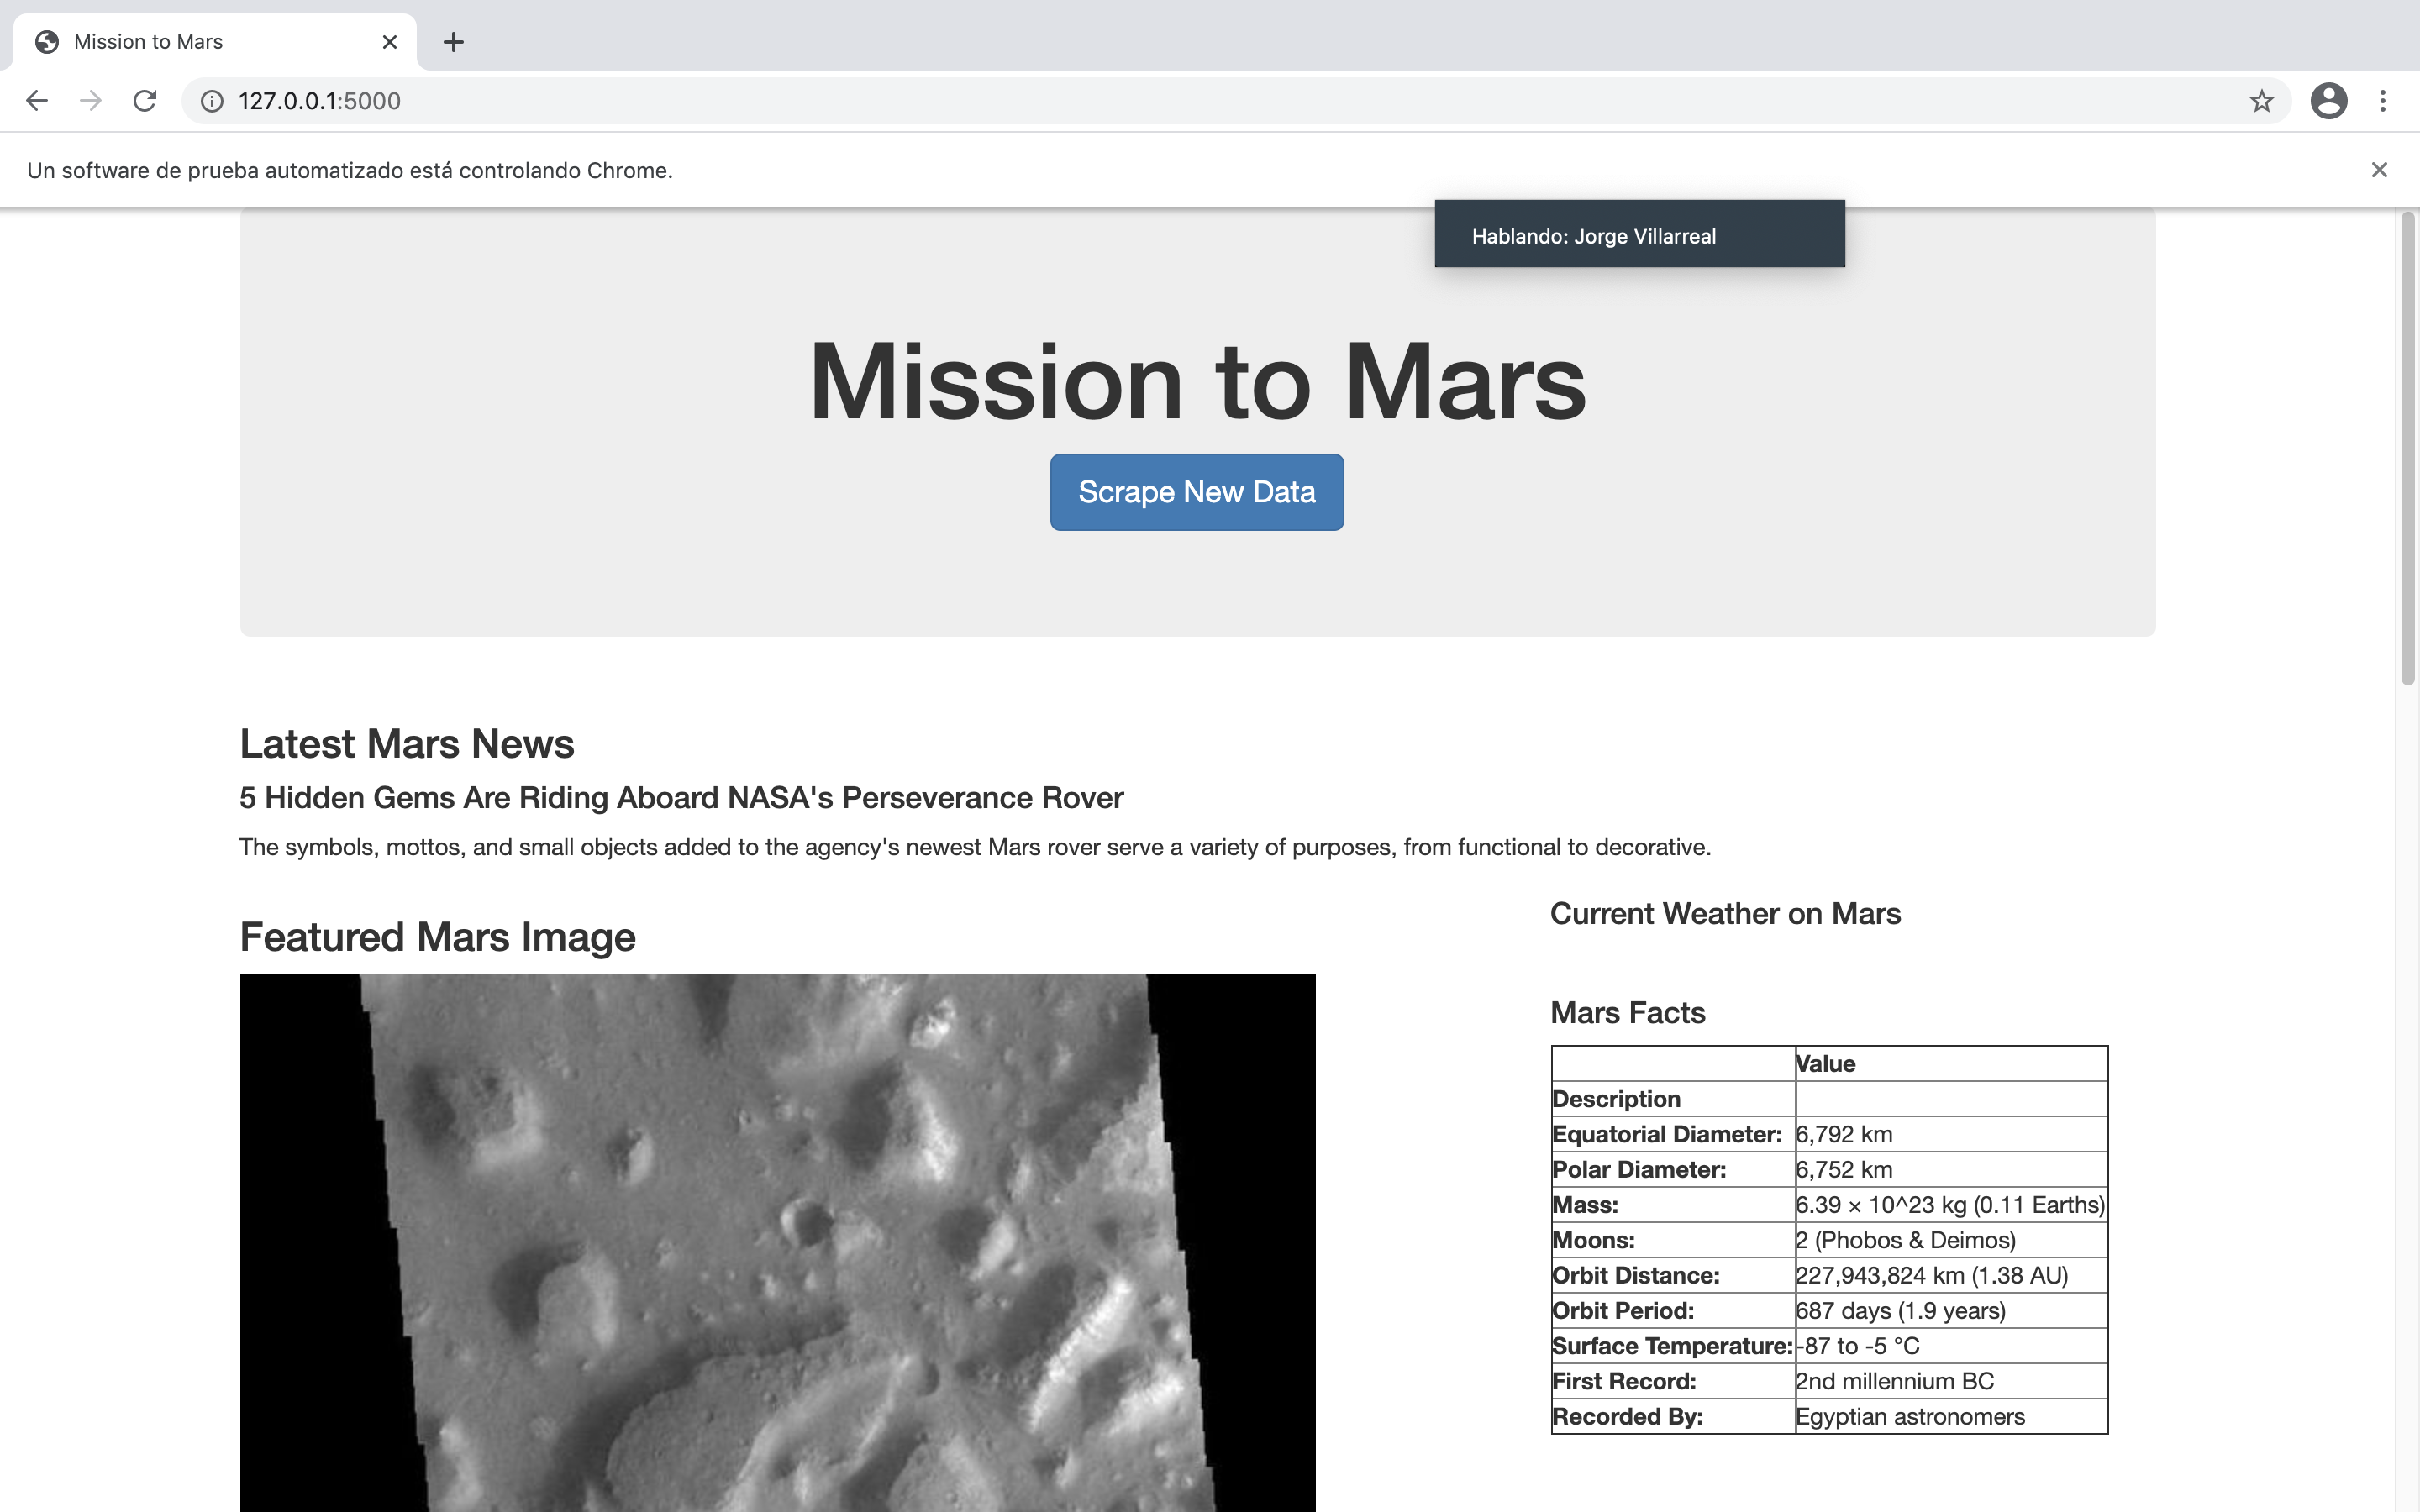 Mission to Mars
127.0.0.1:5000
Un software de prueba automatizado está controlando Chrome.
Hablando: Jorge Villarreal
Mission to Mars
Scrape New Data
Latest Mars News
5 Hidden Gems Are Riding Aboard NASA's Perseverance Rover
The symbols, mottos, and small objects added to the agency's newest Mars rover serve a variety of purposes, from functional to decorative.
Featured Mars Image
Current Weather on Mars
Mars Facts
Value
Description
Equatorial Diameter: 6,792 km
Polar Diameter: 6,752 km
Mass: 6.39 × 10^23 kg (0.11 Earths)
Moons: 2 (Phobos & Deimos)
Orbit Distance: 227,943,824 km (1.38 AU)
Orbit Period: 687 days (1.9 years)
Surface Temperature: -87 to -5 °C
First Record: 2nd millennium BC
Recorded By: Egyptian astronomers